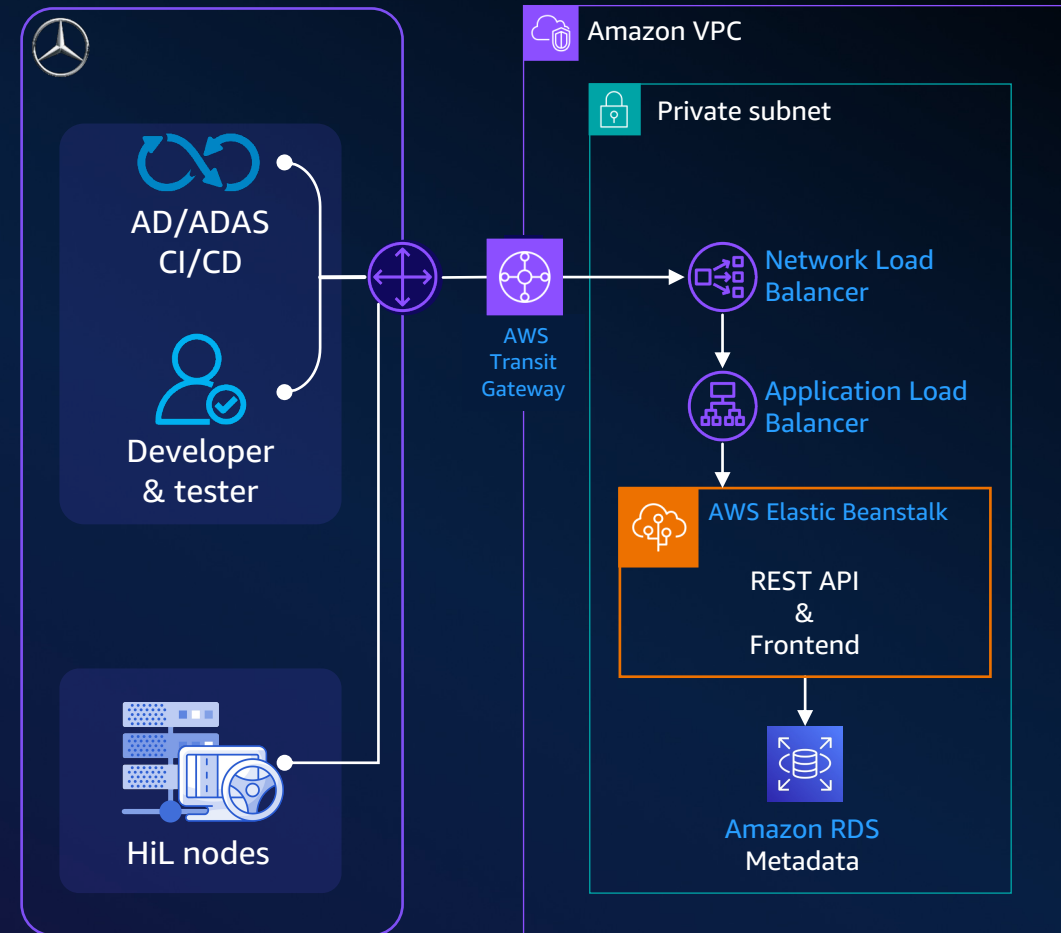 Amazon VPC
Private subnet
AD/ADAS
CI/CD
Developer
& tester
HiL nodes
AWS
Transit
Gateway
Network Load
Balancer
Application Load
Balancer
AWS Elastic Beanstalk
REST API
&
Frontend
Amazon RDS
Metadata